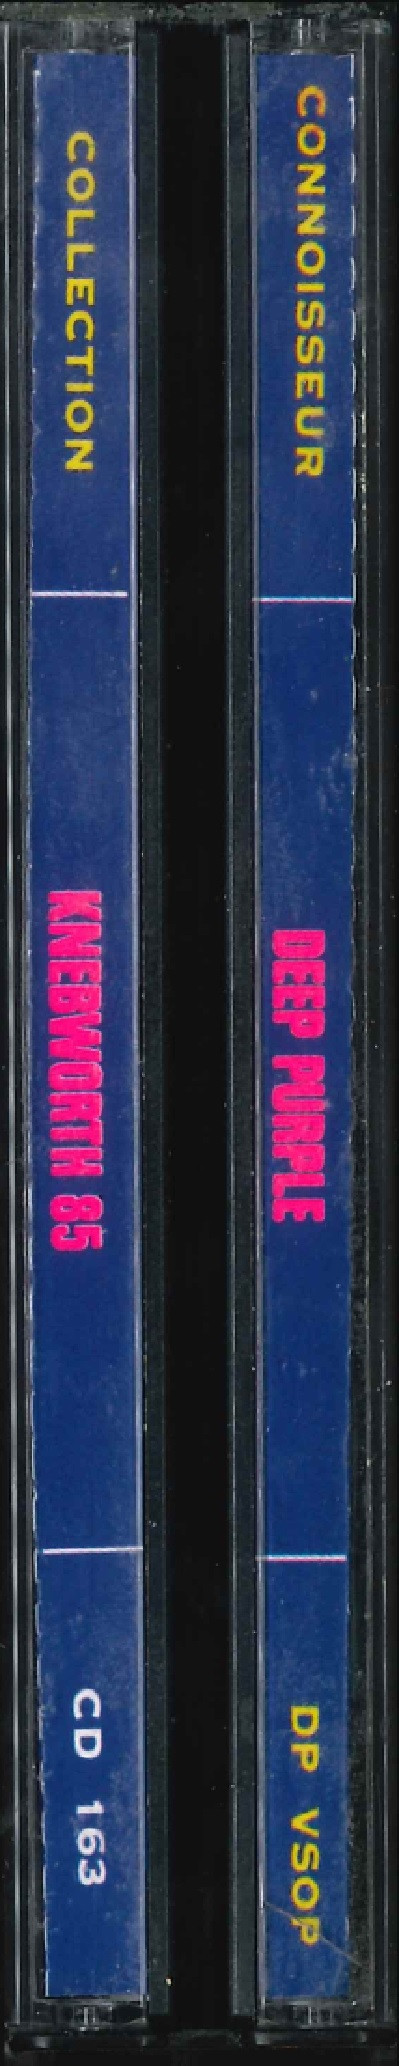 CONNOISSEUR
DEEP PURPLE
DP VSOP
COLLECTION
KNEBWORTH 85
CD 163